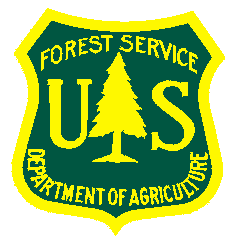 FOREST SERVICE
U S
DEPARTMENT OF AGRICULTURE